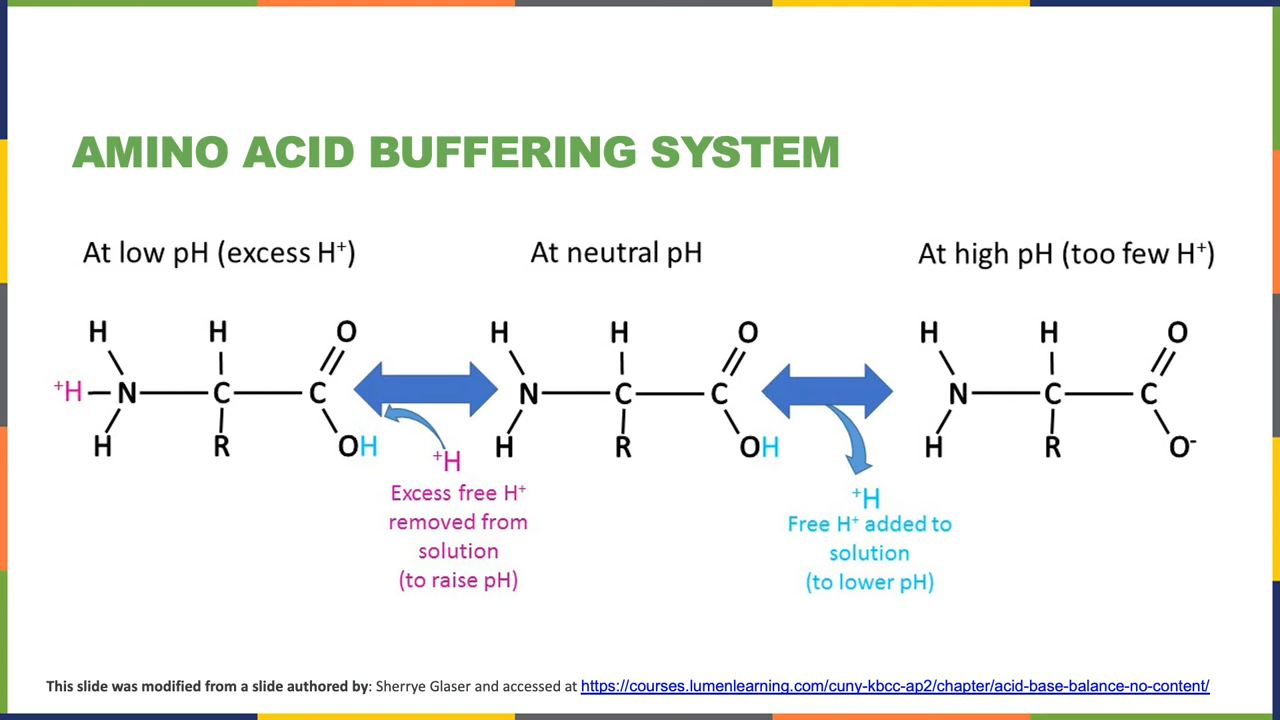 AMINO ACID BUFFERING SYSTEM
At low pH (excess H⁺)
At neutral pH
At high pH (too few H⁺)
H H O
⁺H N C C
H R OH
H H O
N C C
H R OH
H H O
N C C
H R O⁻
⁺H
Excess free H⁺
removed from
solution
(to raise pH)
⁺H
Free H⁺ added to
solution
(to lower pH)
This slide was modified from a slide authored by: Sherrye Glaser and accessed at https://courses.lumenlearning.com/cuny-kbcc-ap2/chapter/acid-base-balance-no-content/